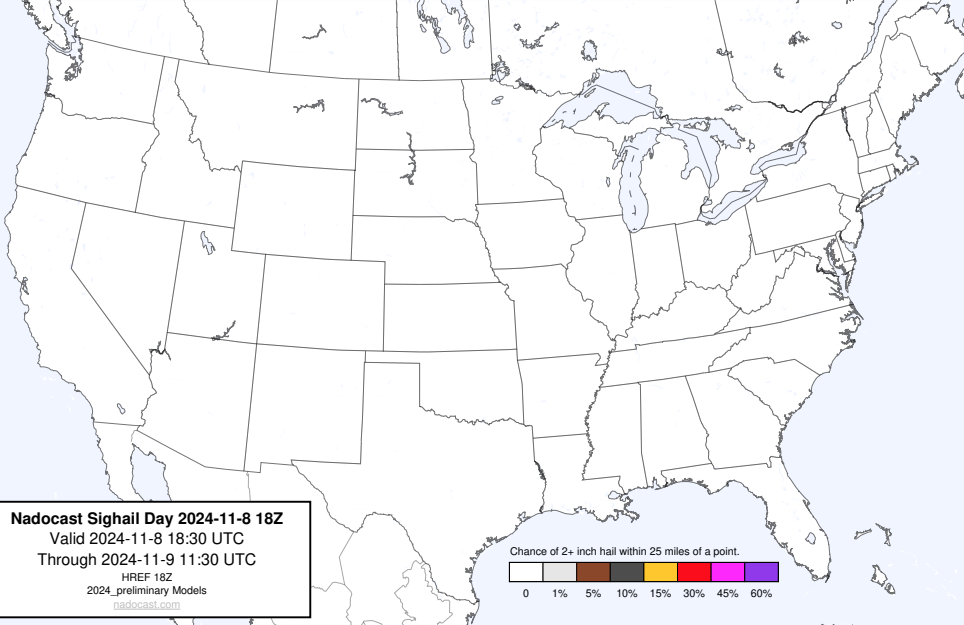 Nadocast Sighail Day 2024-11-8 18Z
Valid 2024-11-8 18:30 UTC
Through 2024-11-9 11:30 UTC
HREF 18Z
2024_preliminary Models
nadocast.com
Chance of 2+ inch hail within 25 miles of a point.
0 1% 5% 10% 15% 30% 45% 60%